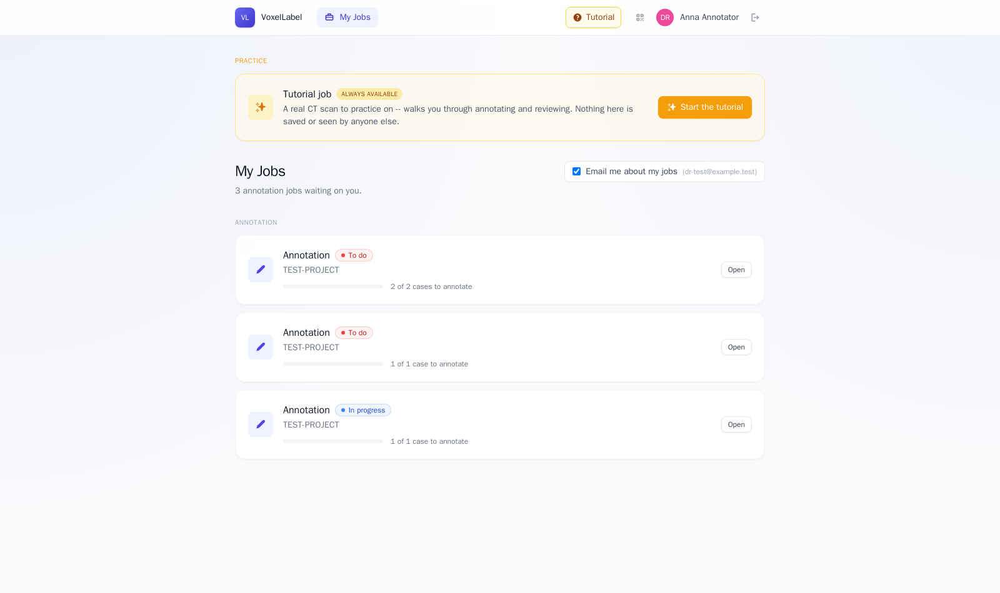 VL VoxelLabel My Jobs Tutorial DR Anna Annotator
PRACTICE
Tutorial job ALWAYS AVAILABLE
A real CT scan to practice on -- walks you through annotating and reviewing. Nothing here is
saved or seen by anyone else.
Start the tutorial
My Jobs
Email me about my jobs (dr-test@example.test)
3 annotation jobs waiting on you.
ANNOTATION
Annotation To do
TEST-PROJECT
2 of 2 cases to annotate
Open
Annotation To do
TEST-PROJECT
1 of 1 case to annotate
Open
Annotation In progress
TEST-PROJECT
1 of 1 case to annotate
Open